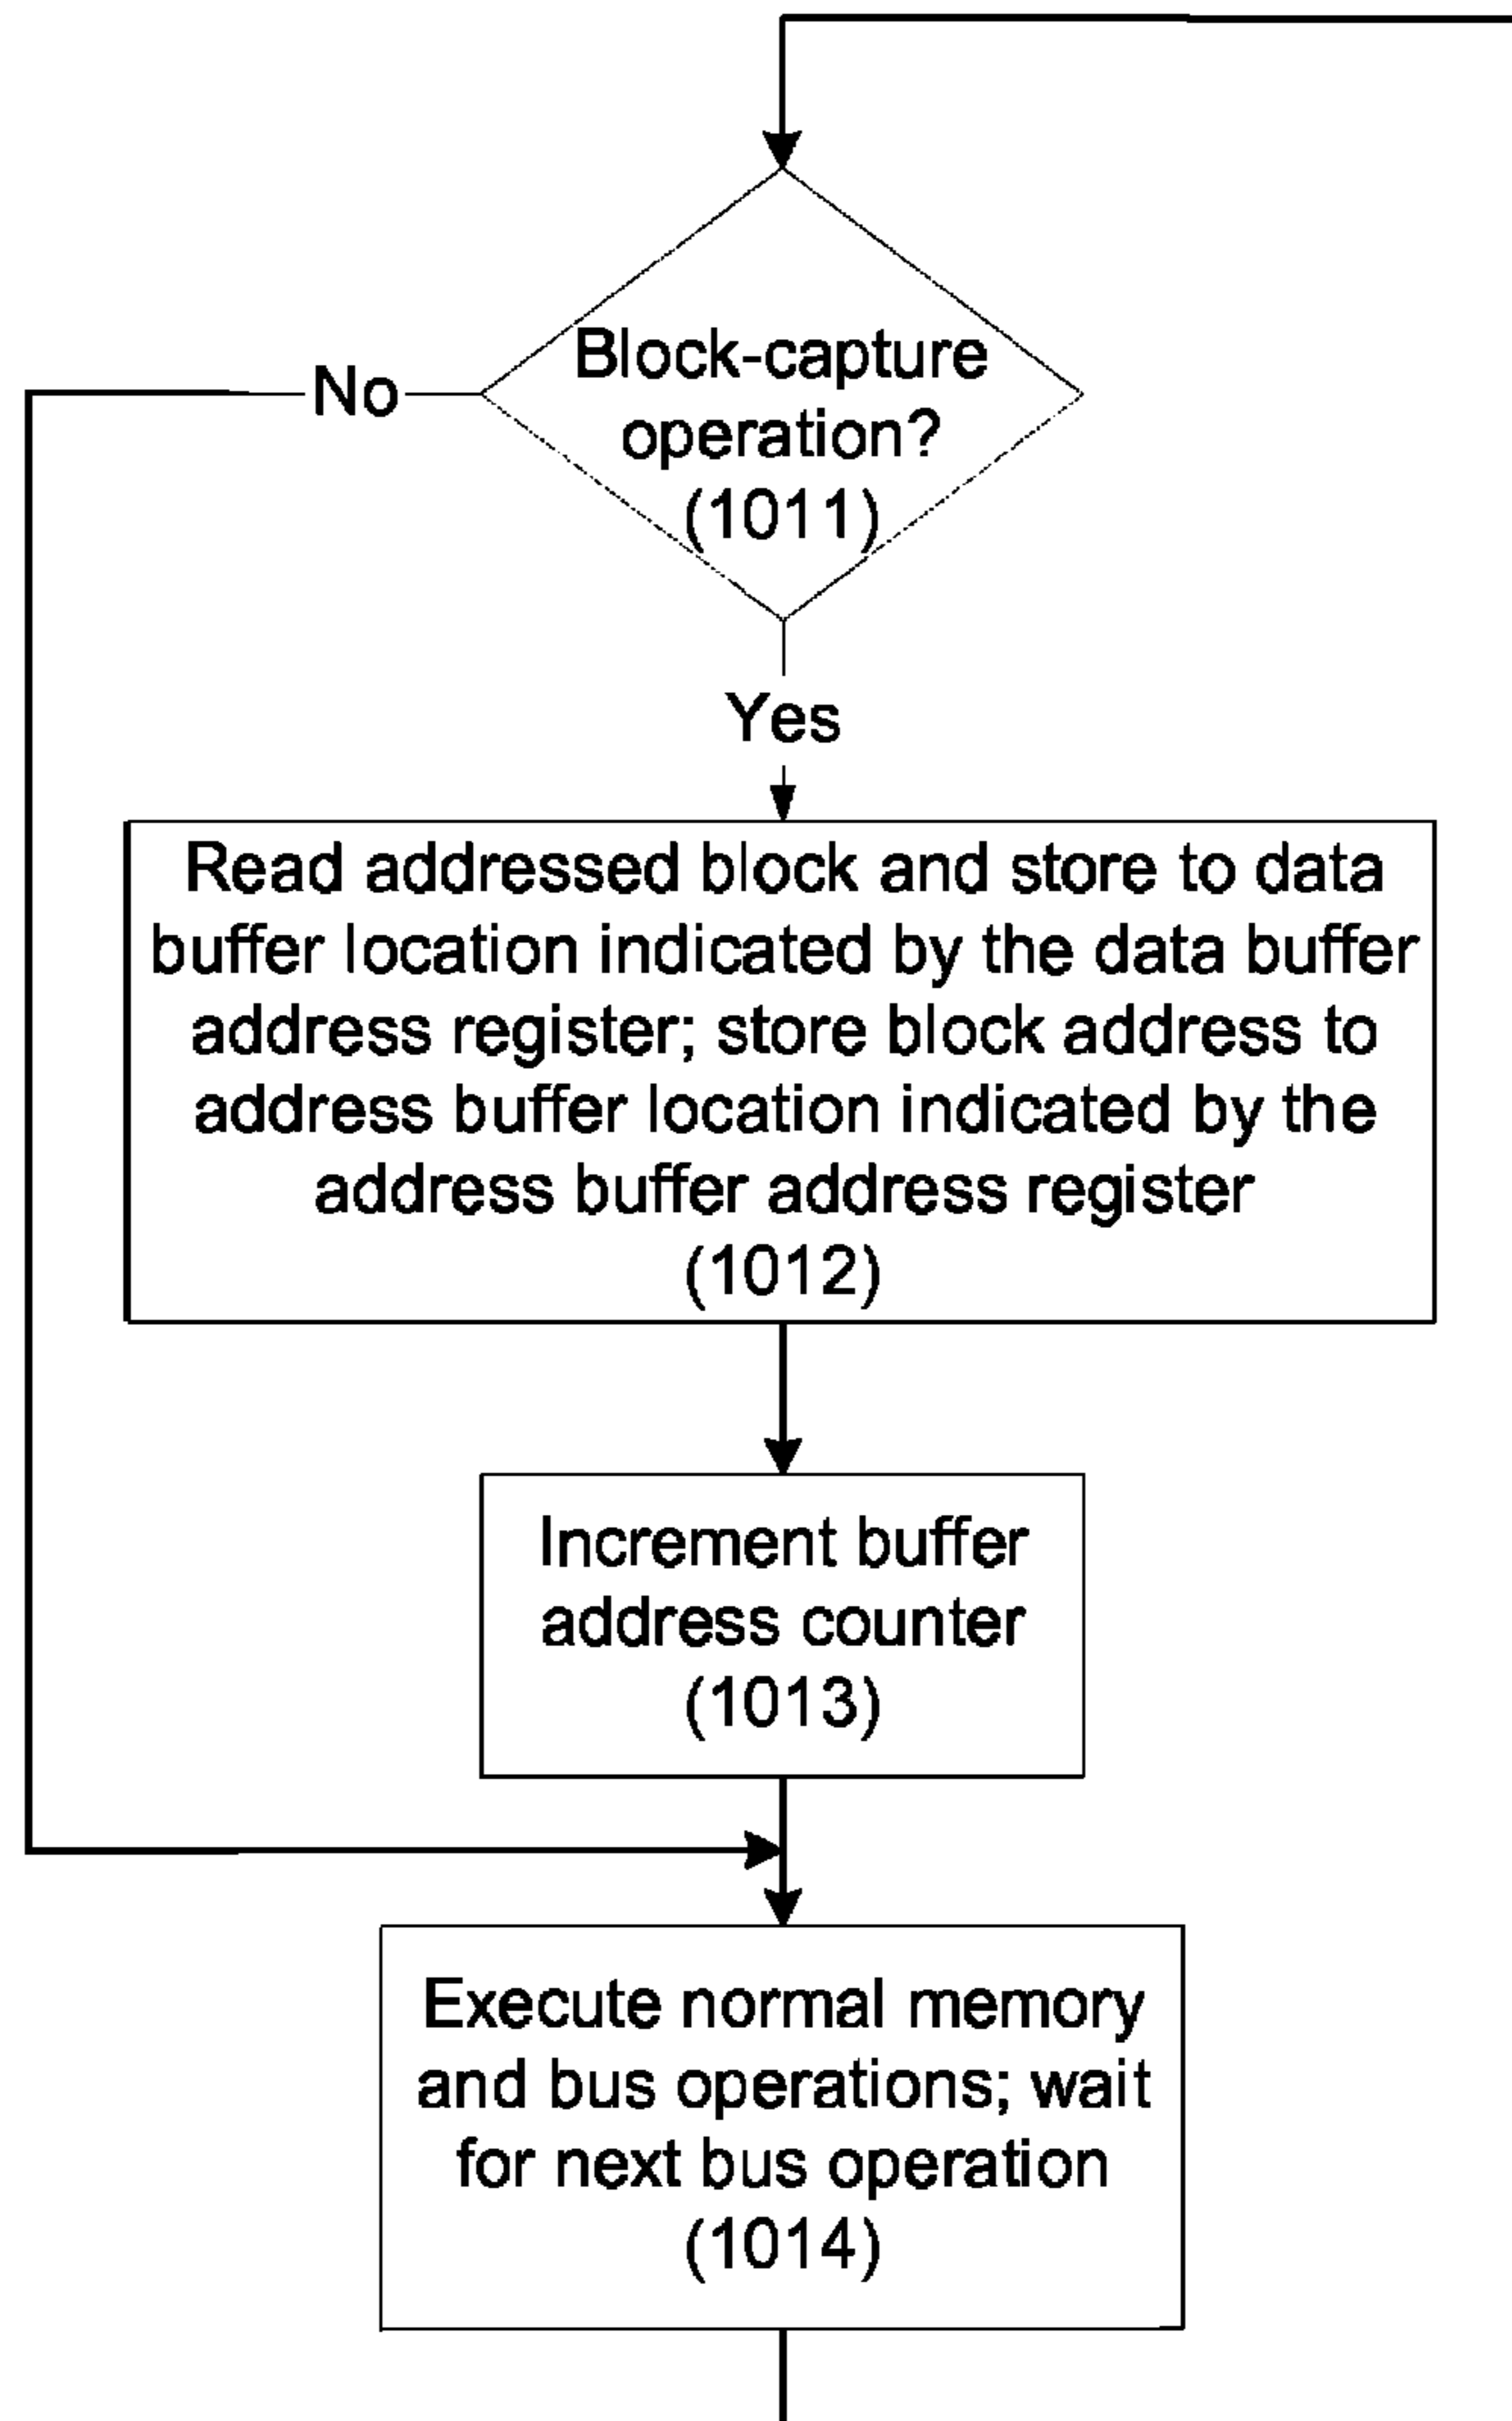 Block-capture
operation?
(1011)
No
Yes
Read addressed block and store to data
buffer location indicated by the data buffer
address register; store block address to
address buffer location indicated by the
address buffer address register
(1012)
Increment buffer
address counter
(1013)
Execute normal memory
and bus operations; wait
for next bus operation
(1014)